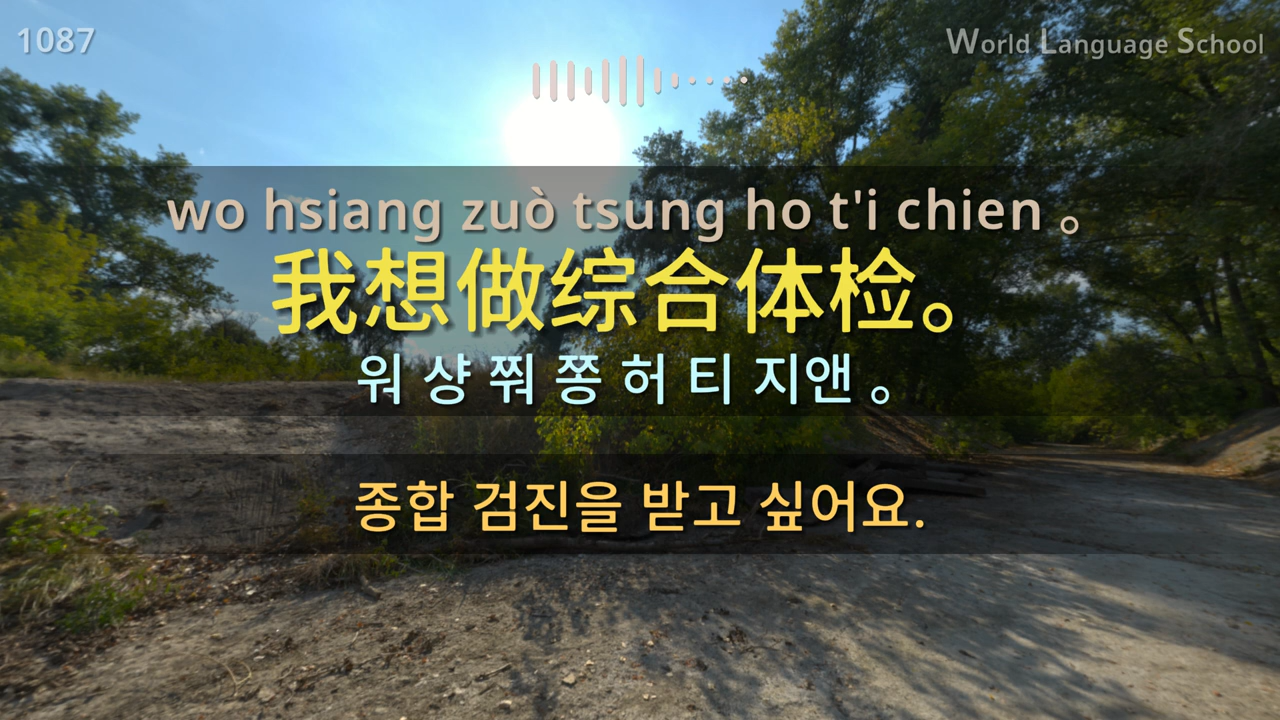 1087
World Language School
wo hsiang zuò tsung ho t'i chien 。
我想做综合体检。
워 샹 쭤 쫑 허 티 지앤 。
종합 검진을 받고 싶어요.